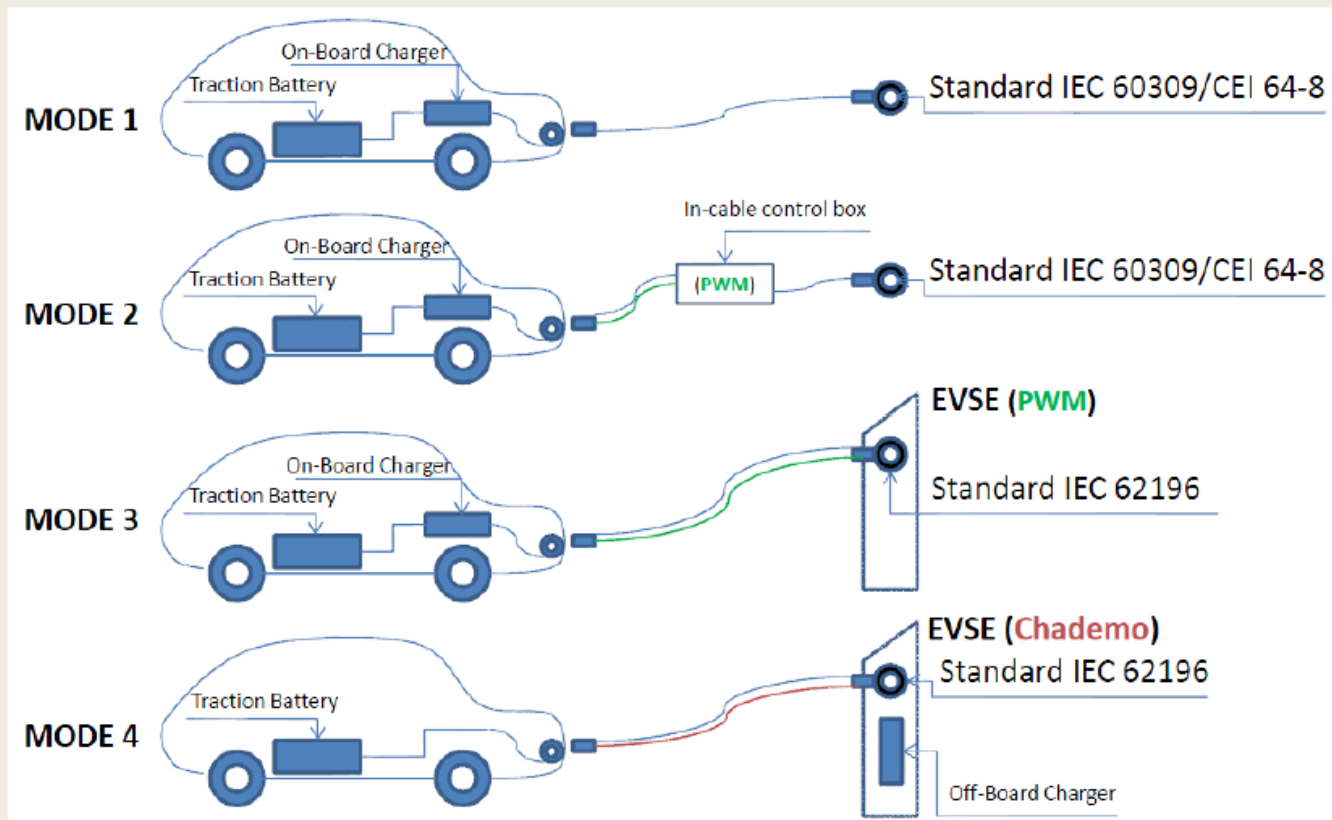 On-Board Charger
Traction Battery
MODE 1
Standard IEC 60309/CEI 64-8
In-cable control box
On-Board Charger
Traction Battery
(PWM)
Standard IEC 60309/CEI 64-8
MODE 2
EVSE (PWM)
On-Board Charger
Traction Battery
Standard IEC 62196
MODE 3
EVSE (Chademo)
Standard IEC 62196
Traction Battery
MODE 4
Off-Board Charger